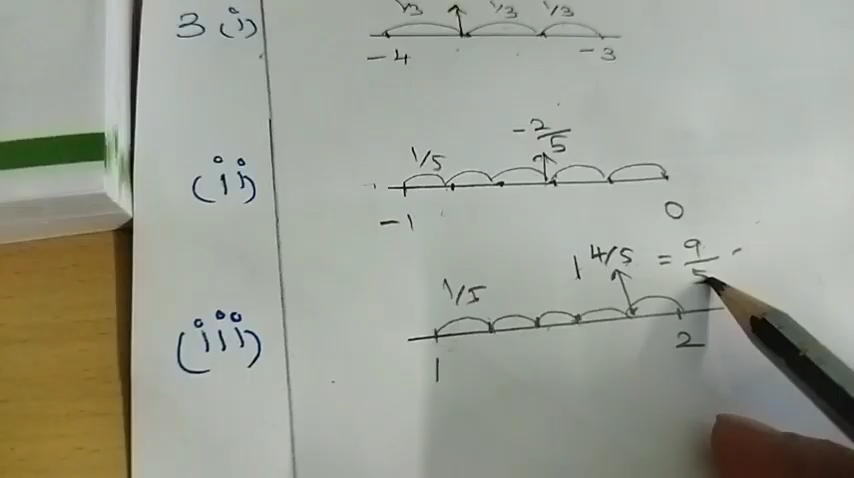 3 (i) 1/3 1/3 1/3
-4 -3
-2/5
(ii) 1/5
-1 0
1 4/5 = 9/5
1/5
(iii)
1 2